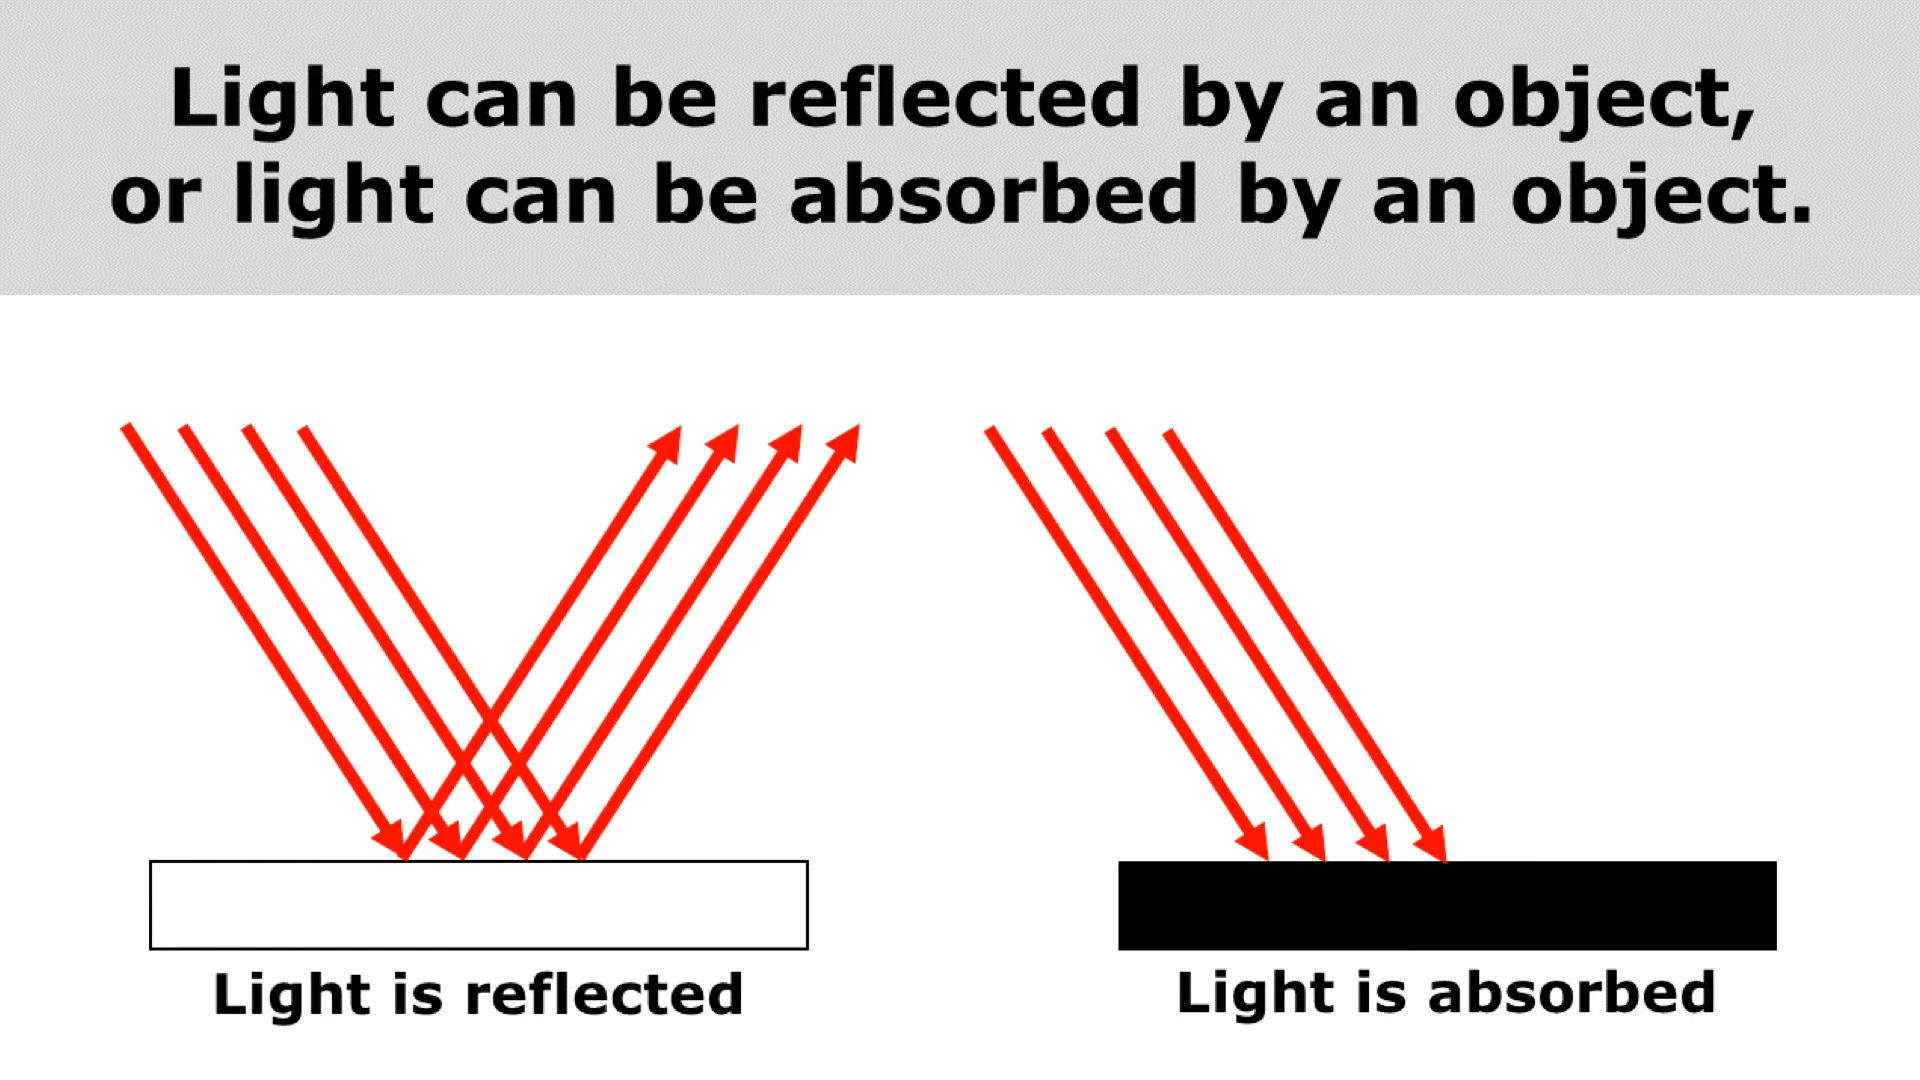 Light can be reflected by an object,
or light can be absorbed by an object.
Light is reflected
Light is absorbed